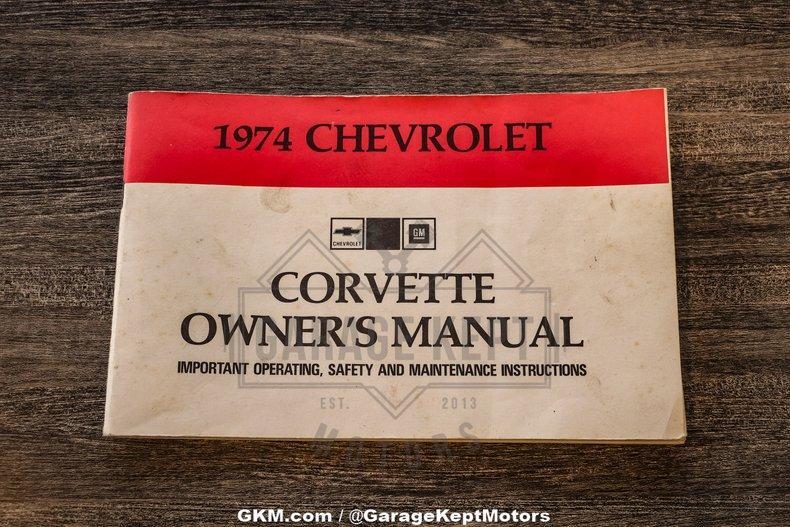 1974 CHEVROLET
CHEVROLET
GM
CORVETTE
OWNER'S MANUAL
GARAGE KEPT
IMPORTANT OPERATING, SAFETY AND MAINTENANCE INSTRUCTIONS
EST. 2013
MOTORS
GKM.com / @GarageKeptMotors